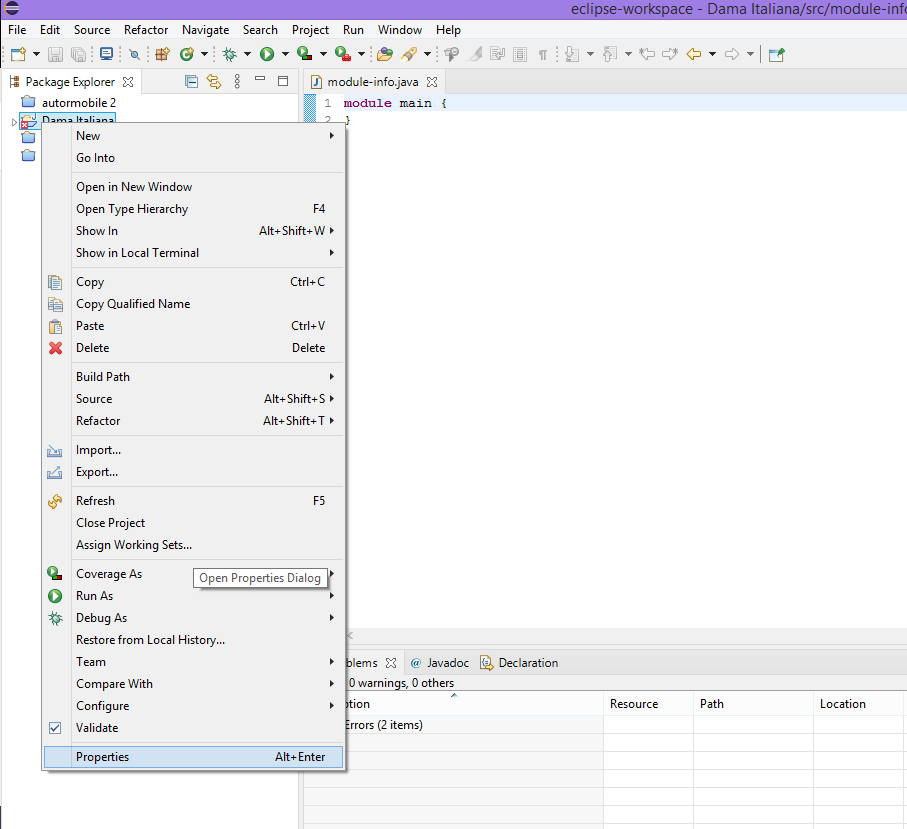 eclipse-workspace - Dama Italiana/src/module-info
File Edit Source Refactor Navigate Search Project Run Window Help
Package Explorer
module-info.java
automobile 2
Dama Italiana
1 module main {
2 }
New
Go Into
Open in New Window
Open Type Hierarchy F4
Show In Alt+Shift+W
Show in Local Terminal
Copy Ctrl+C
Copy Qualified Name
Paste Ctrl+V
Delete Delete
Build Path
Source Alt+Shift+S
Refactor Alt+Shift+T
Import...
Export...
Refresh F5
Close Project
Assign Working Sets...
Coverage As
Open Properties Dialog
Run As
Debug As
Restore from Local History...
Team
Compare With
Configure
Validate
Properties Alt+Enter
blems @ Javadoc Declaration
0 warnings, 0 others
ption Resource Path Location
Errors (2 items)